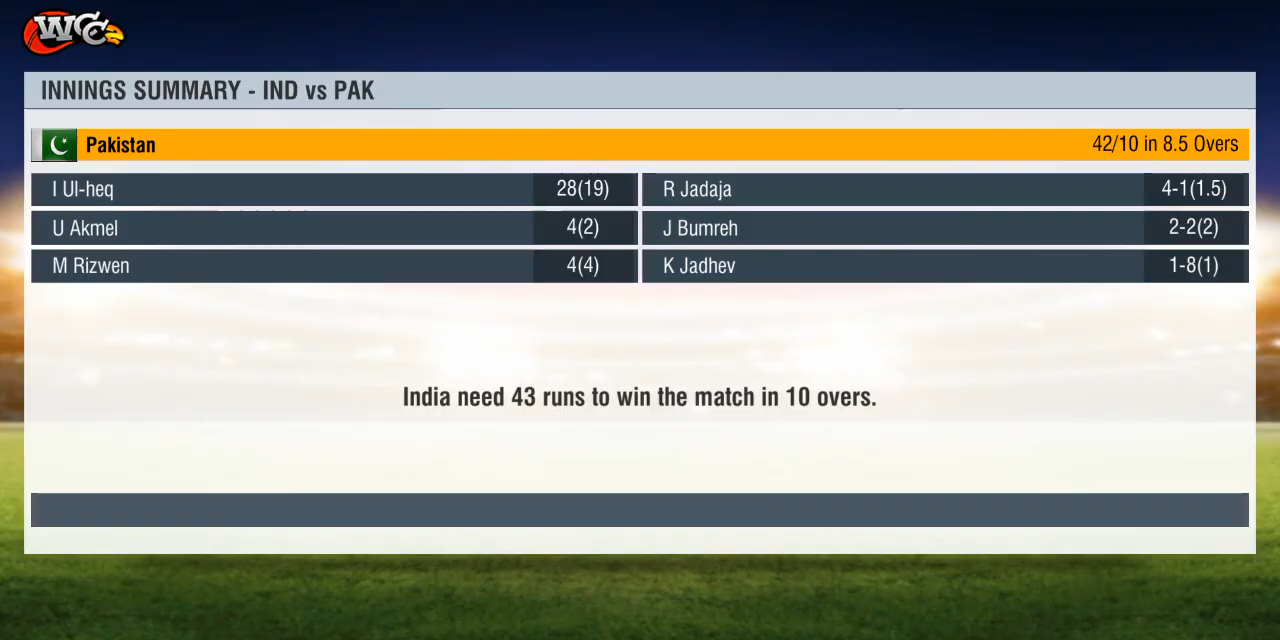 WCC
INNINGS SUMMARY - IND vs PAK
Pakistan 42/10 in 8.5 Overs
I Ul-heq 28(19) R Jadaja 4-1(1.5)
U Akmel 4(2) J Bumreh 2-2(2)
M Rizwen 4(4) K Jadhev 1-8(1)
India need 43 runs to win the match in 10 overs.